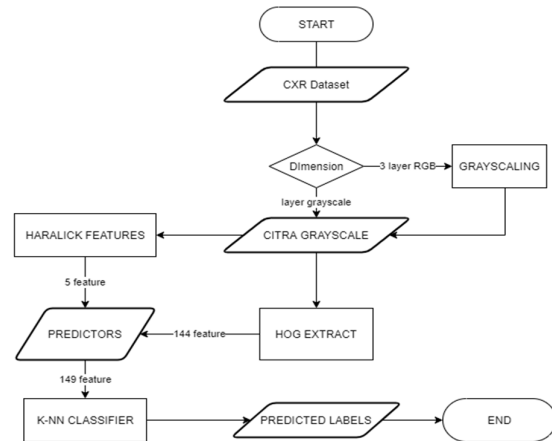 START
CXR Dataset
DImension
3 layer RGB
GRAYSCALING
layer grayscale
HARALICK FEATURES
CITRA GRAYSCALE
5 feature
PREDICTORS
144 feature
HOG EXTRACT
149 feature
K-NN CLASSIFIER
PREDICTED LABELS
END